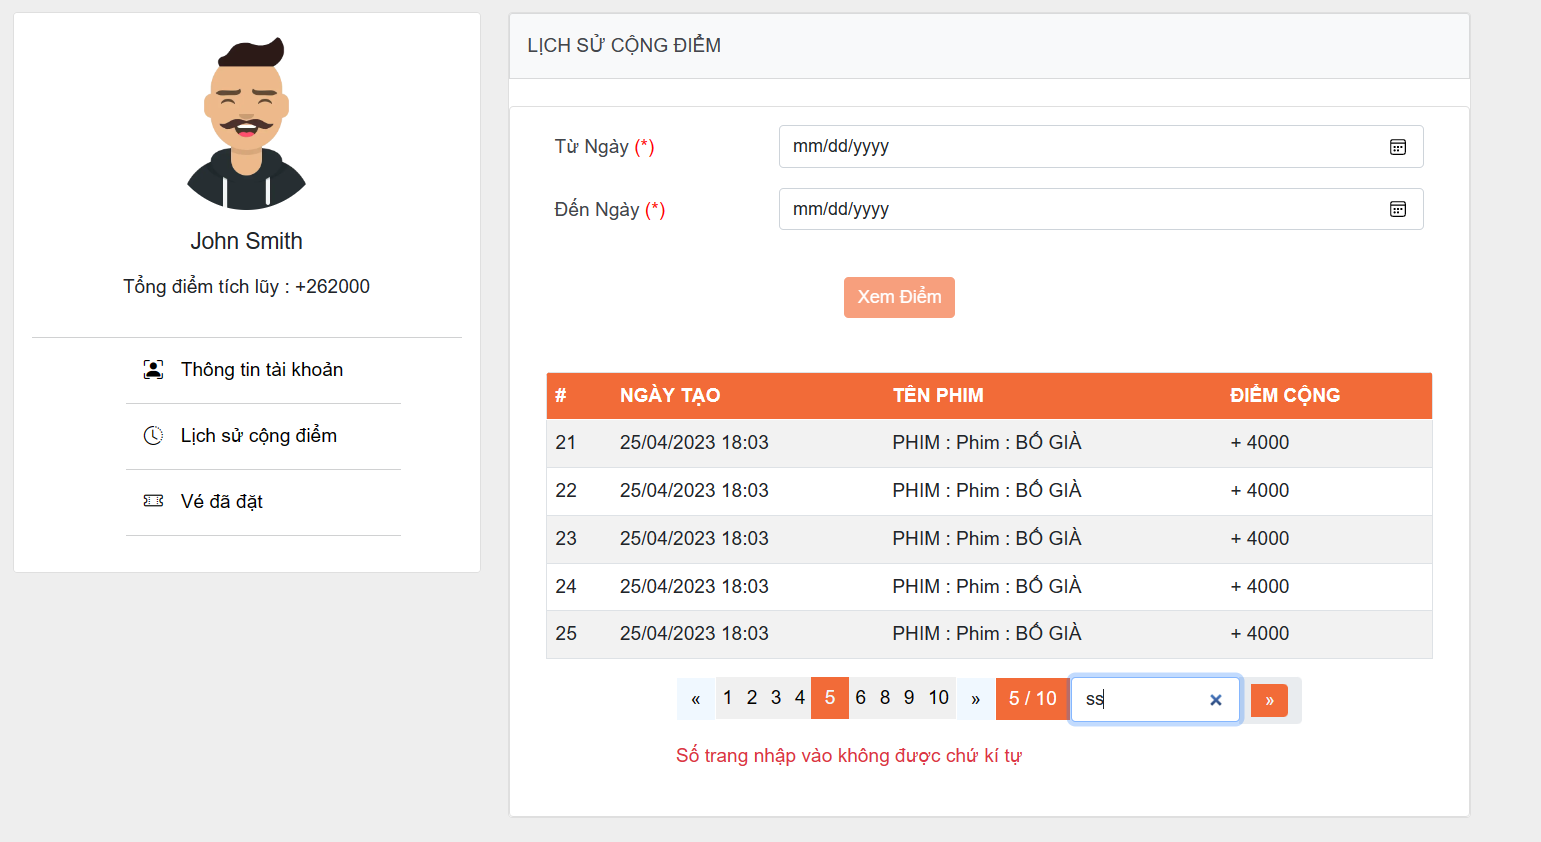 John Smith
Tổng điểm tích lũy : +262000
Thông tin tài khoản
Lịch sử cộng điểm
Vé đã đặt
LỊCH SỬ CỘNG ĐIỂM
Từ Ngày (*) mm/dd/yyyy
Đến Ngày (*) mm/dd/yyyy
Xem Điểm
# NGÀY TẠO TÊN PHIM ĐIỂM CỘNG
21 25/04/2023 18:03 PHIM : Phim : BỐ GIÀ + 4000
22 25/04/2023 18:03 PHIM : Phim : BỐ GIÀ + 4000
23 25/04/2023 18:03 PHIM : Phim : BỐ GIÀ + 4000
24 25/04/2023 18:03 PHIM : Phim : BỐ GIÀ + 4000
25 25/04/2023 18:03 PHIM : Phim : BỐ GIÀ + 4000
« 1 2 3 4 5 6 8 9 10 » 5 / 10 ss »
Số trang nhập vào không được chứ kí tự